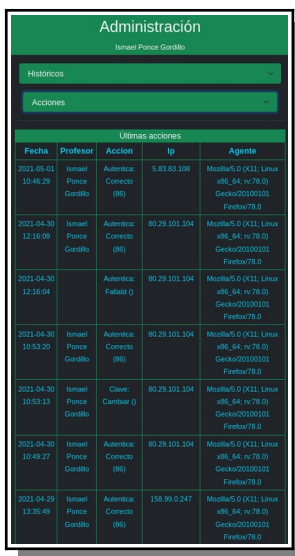 Administración
Ismael Ponce Gordillo
Históricos
Acciones
Últimas acciones
Fecha Profesor Accion Ip Agente
2021-05-01 Ismael Autentica: 5.83.83.108 Mozilla/5.0 (X11; Linux
10:46:29 Ponce Correcto x86_64; rv:78.0)
Gordillo (86) Gecko/20100101
Firefox/78.0
2021-04-30 Ismael Autentica: 80.29.101.104 Mozilla/5.0 (X11; Linux
12:16:09 Ponce Correcto x86_64; rv:78.0)
Gordillo (86) Gecko/20100101
Firefox/78.0
2021-04-30 Autentica: 80.29.101.104 Mozilla/5.0 (X11; Linux
12:16:04 Fallald () x86_64; rv:78.0)
Gecko/20100101
Firefox/78.0
2021-04-30 Ismael Autentica: 80.29.101.104 Mozilla/5.0 (X11; Linux
10:53:20 Ponce Correcto x86_64; rv:78.0)
Gordillo (86) Gecko/20100101
Firefox/78.0
2021-04-30 Ismael Clave: 80.29.101.104 Mozilla/5.0 (X11; Linux
10:53:13 Ponce Cambiar () x86_64; rv:78.0)
Gordillo Gecko/20100101
Firefox/78.0
2021-04-30 Ismael Autentica: 80.29.101.104 Mozilla/5.0 (X11; Linux
10:49:27 Ponce Correcto x86_64; rv:78.0)
Gordillo (86) Gecko/20100101
Firefox/78.0
2021-04-29 Ismael Autentica: 158.99.0.247 Mozilla/5.0 (X11; Linux
13:35:49 Ponce Correcto x86_64; rv:78.0)
Gordillo (86) Gecko/20100101
Firefox/78.0